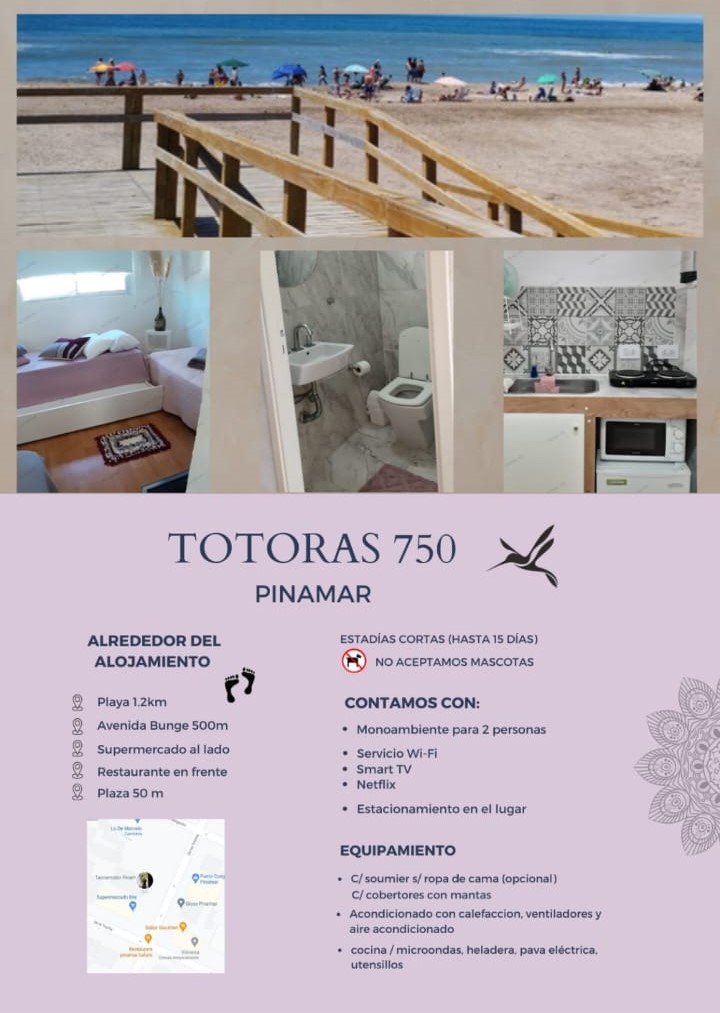 TOTORAS 750
PINAMAR
ALREDEDOR DEL
ALOJAMIENTO
Playa 1.2km
Avenida Bunge 500m
Supermercado al lado
Restaurante en frente
Plaza 50 m
ESTADÍAS CORTAS (HASTA 15 DÍAS)
NO ACEPTAMOS MASCOTAS
CONTAMOS CON:
• Monoambiente para 2 personas
• Servicio Wi-Fi
• Smart TV
• Netflix
• Estacionamiento en el lugar
EQUIPAMIENTO
• C/ soumier s/ ropa de cama (opcional)
C/ cobertores con mantas
• Acondicionado con calefaccion, ventiladores y
aire acondicionado
• cocina / microondas, heladera, pava eléctrica,
utensillos